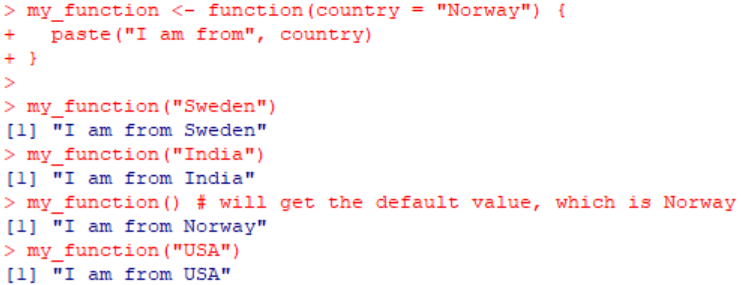 > my_function <- function(country = "Norway") {
+   paste("I am from", country)
+ }
>
> my_function("Sweden")
[1] "I am from Sweden"
> my_function("India")
[1] "I am from India"
> my_function() # will get the default value, which is Norway
[1] "I am from Norway"
> my_function("USA")
[1] "I am from USA"